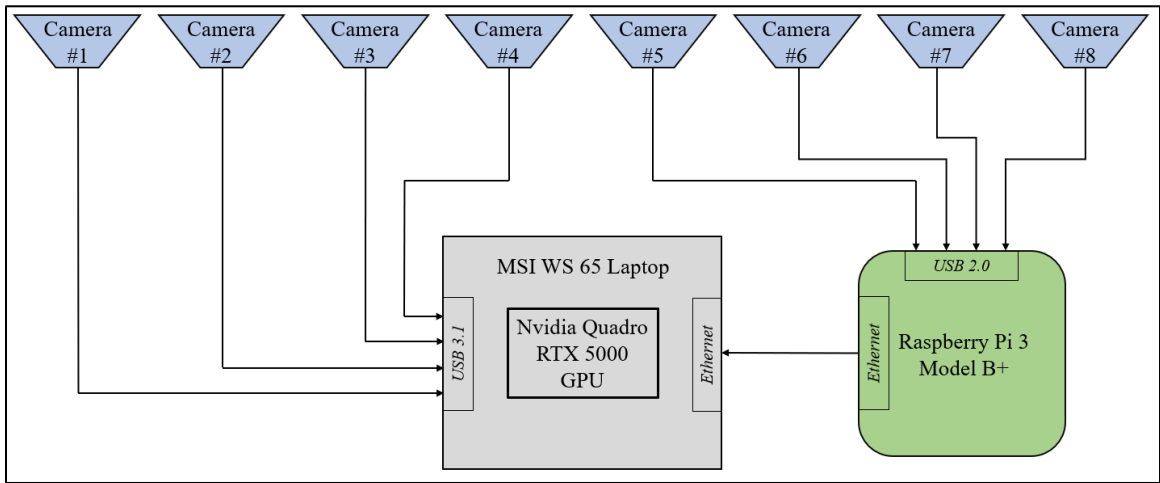 Camera
#1
Camera
#2
Camera
#3
Camera
#4
Camera
#5
Camera
#6
Camera
#7
Camera
#8
MSI WS 65 Laptop
USB 3.1
Nvidia Quadro
RTX 5000
GPU
Ethernet
USB 2.0
Ethernet
Raspberry Pi 3
Model B+